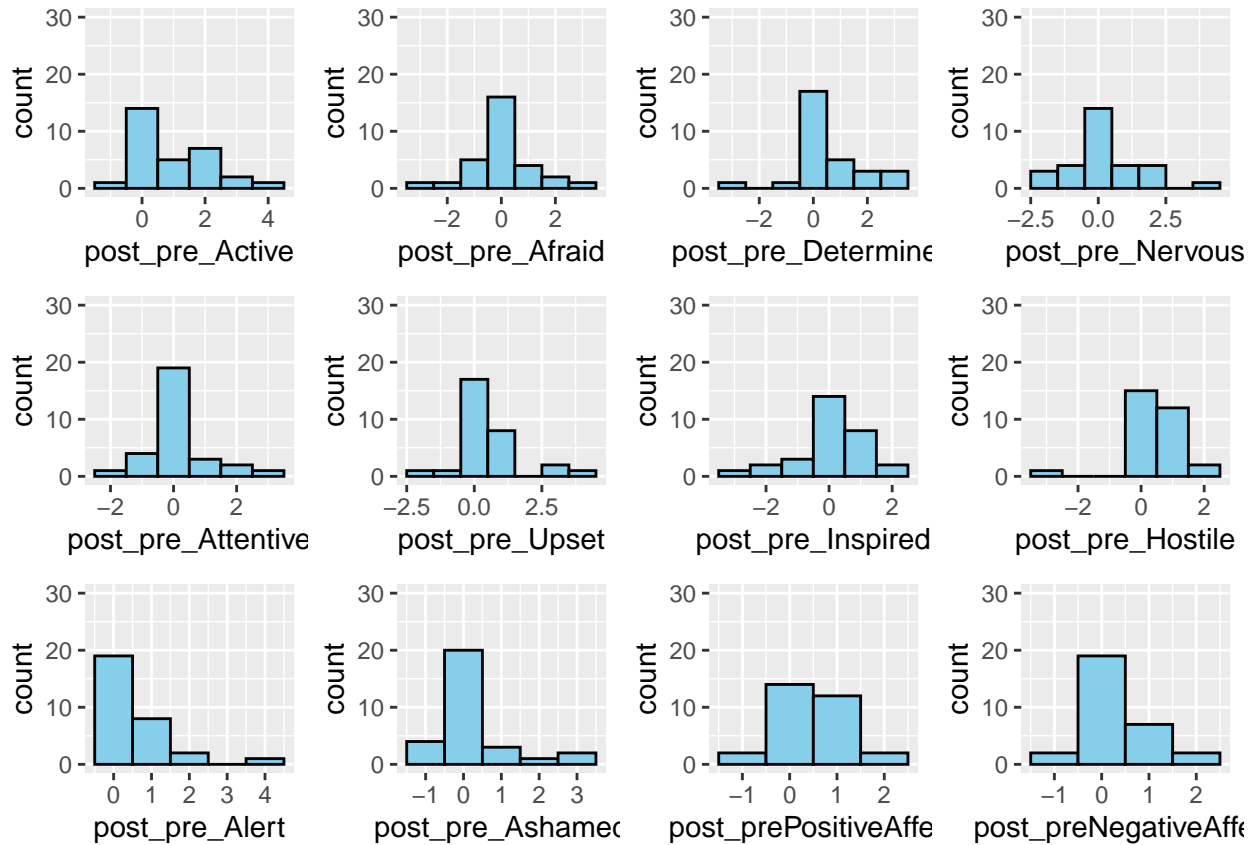 30
20
10
0
count
0 2 4
post_pre_Active
30
20
10
0
count
−2 0 2
post_pre_Afraid
30
20
10
0
count
−2 0 2
post_pre_Determine
30
20
10
0
count
−2.5 0.0 2.5
post_pre_Nervous
30
20
10
0
count
−2 0 2
post_pre_Attentive
30
20
10
0
count
−2.5 0.0 2.5
post_pre_Upset
30
20
10
0
count
−2 0 2
post_pre_Inspired
30
20
10
0
count
−2 0 2
post_pre_Hostile
30
20
10
0
count
0 1 2 3 4
post_pre_Alert
30
20
10
0
count
−1 0 1 2 3
post_pre_Ashamed
30
20
10
0
count
−1 0 1 2
post_prePositiveAffe
30
20
10
0
count
−1 0 1 2
post_preNegativeAffe